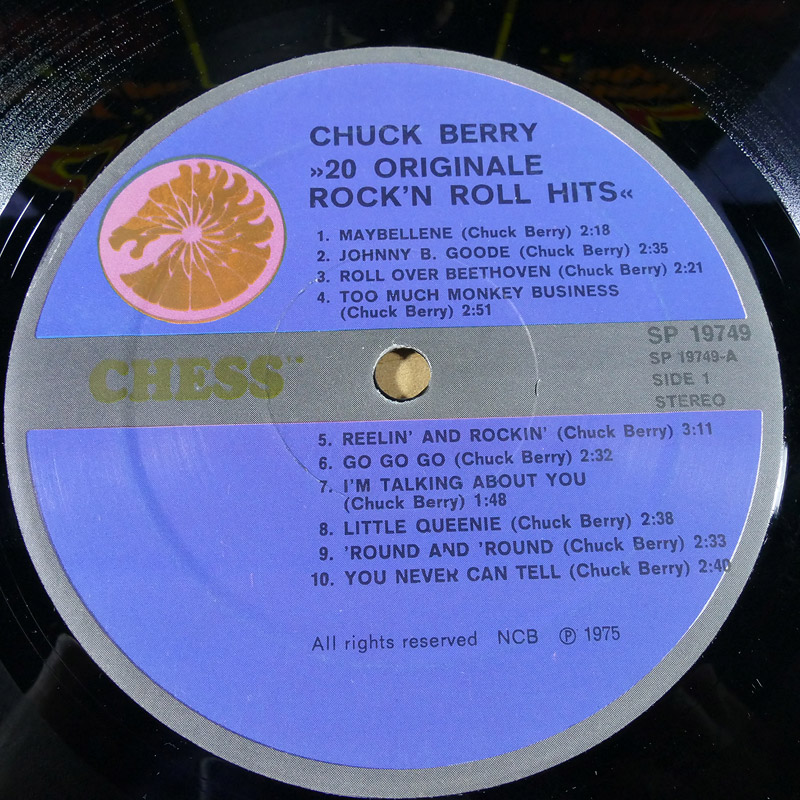 CHUCK BERRY
»20 ORIGINALE
ROCK'N ROLL HITS«
1. MAYBELLENE (Chuck Berry) 2:18
2. JOHNNY B. GOODE (Chuck Berry) 2:35
3. ROLL OVER BEETHOVEN (Chuck Berry) 2:21
4. TOO MUCH MONKEY BUSINESS
(Chuck Berry) 2:51
CHESS™
SP 19749
SP 19749-A
SIDE 1
STEREO
5. REELIN' AND ROCKIN' (Chuck Berry) 3:11
6. GO GO GO (Chuck Berry) 2:32
7. I'M TALKING ABOUT YOU
(Chuck Berry) 1:48
8. LITTLE QUEENIE (Chuck Berry) 2:38
9. 'ROUND AND 'ROUND (Chuck Berry) 2:33
10. YOU NEVER CAN TELL (Chuck Berry) 2:40
All rights reserved NCB ℗ 1975